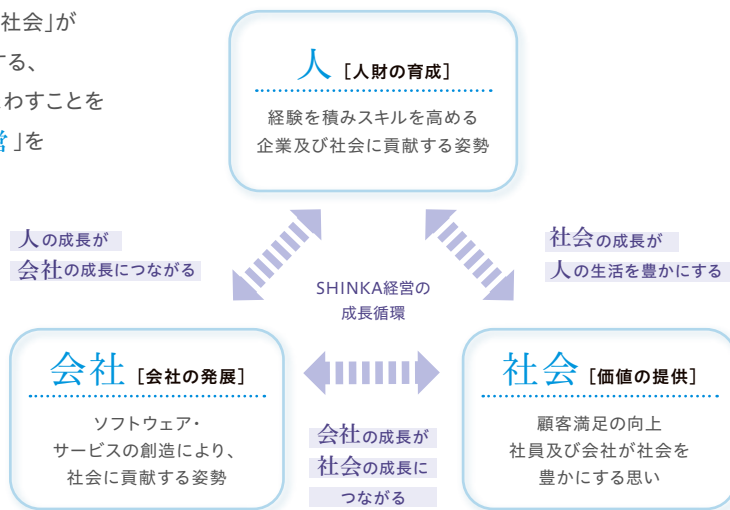 社会」が
する、
わすことを
営」を
人 [人財の育成]
経験を積みスキルを高める
企業及び社会に貢献する姿勢
人の成長が
会社の成長につながる
社会の成長が
人の生活を豊かにする
SHINKA経営の
成長循環
会社 [会社の発展]
ソフトウェア・
サービスの創造により、
社会に貢献する姿勢
会社の成長が
社会の成長に
つながる
社会 [価値の提供]
顧客満足の向上
社員及び会社が社会を
豊かにする思い